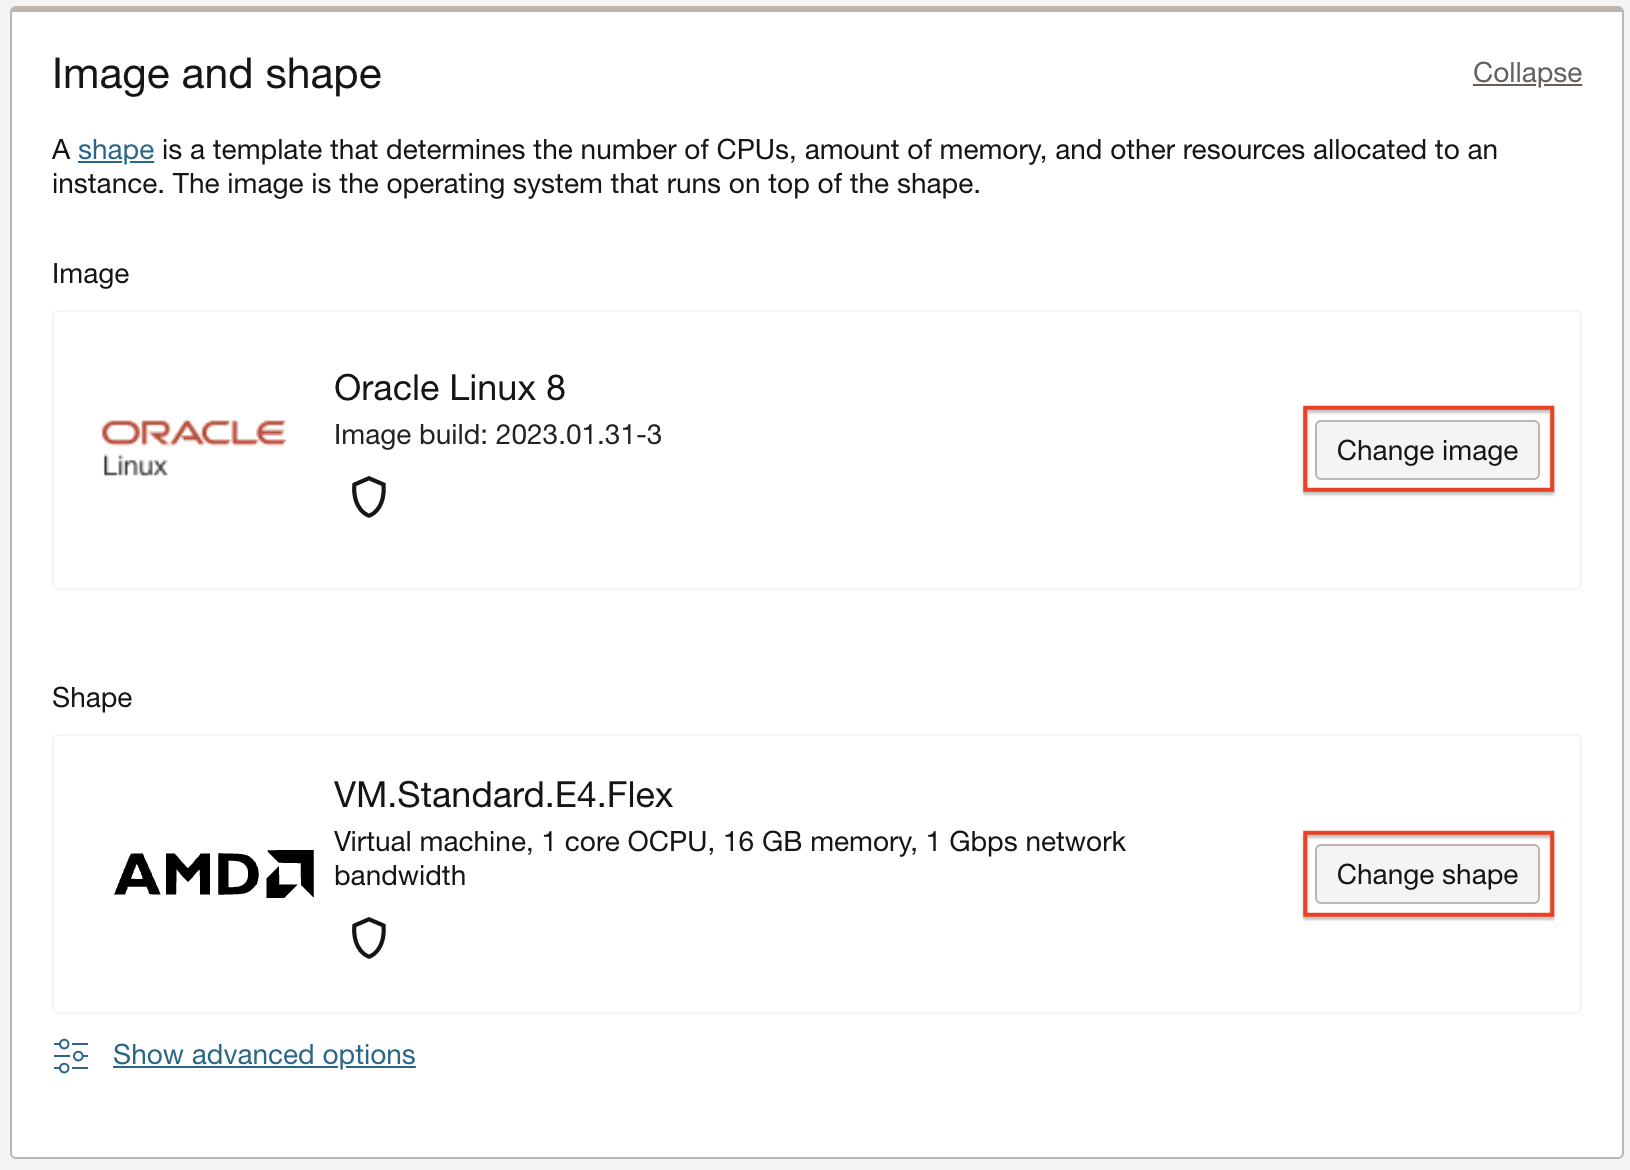 Image and shape
Collapse
A shape is a template that determines the number of CPUs, amount of memory, and other resources allocated to an
instance. The image is the operating system that runs on top of the shape.
Image
ORACLE
Linux
Oracle Linux 8
Image build: 2023.01.31-3
Change image
Shape
AMD
VM.Standard.E4.Flex
Virtual machine, 1 core OCPU, 16 GB memory, 1 Gbps network
bandwidth
Change shape
Show advanced options